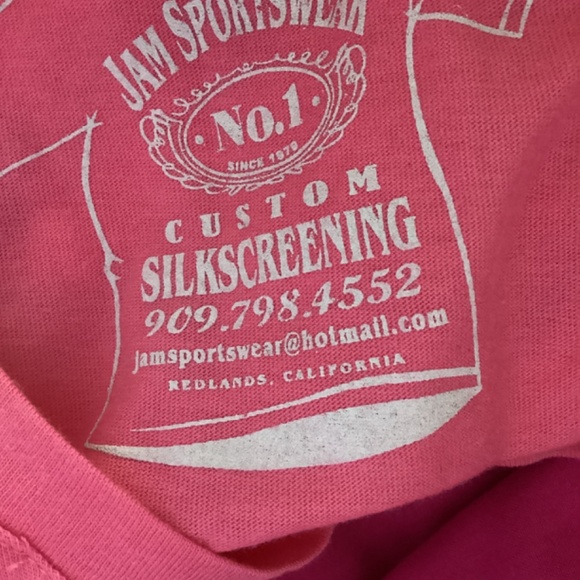 JAM SPORTSWEAR
No.1
SINCE 1979
CUSTOM
SILKSCREENING
909.798.4552
jamsportswear@hotmail.com
REDLANDS, CALIFORNIA